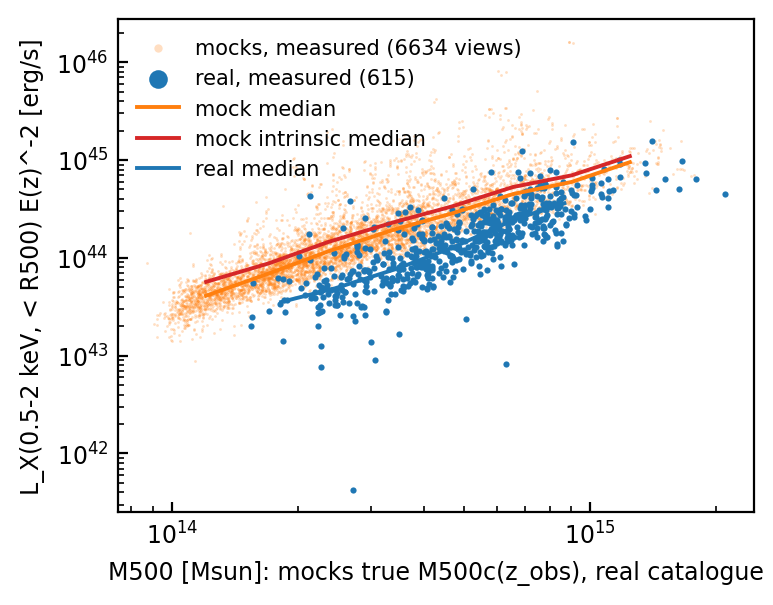 mocks, measured (6634 views)
real, measured (615)
mock median
mock intrinsic median
real median
L_X(0.5-2 keV, < R500) E(z)^-2 [erg/s]
10^46
10^45
10^44
10^43
10^42
10^14
10^15
M500 [Msun]: mocks true M500c(z_obs), real catalogue